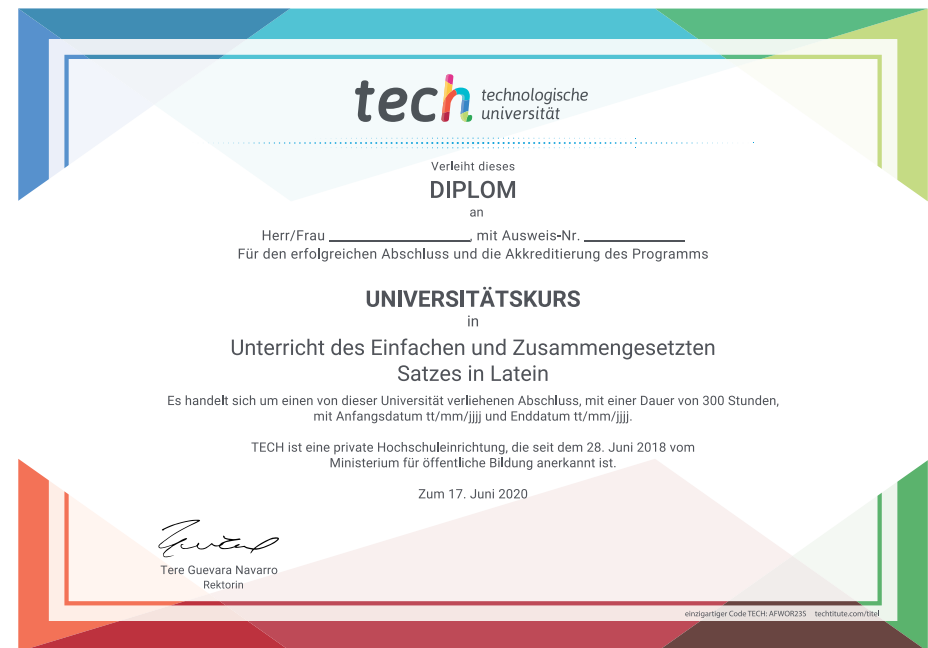 tech technologische
universität
Verleiht dieses
DIPLOM
an
Herr/Frau ____________________, mit Ausweis-Nr. ______________
Für den erfolgreichen Abschluss und die Akkreditierung des Programms
UNIVERSITÄTSKURS
in
Unterricht des Einfachen und Zusammengesetzten
Satzes in Latein
Es handelt sich um einen von dieser Universität verliehenen Abschluss, mit einer Dauer von 300 Stunden,
mit Anfangsdatum tt/mm/jjjj und Enddatum tt/mm/jjjj.
TECH ist eine private Hochschuleinrichtung, die seit dem 28. Juni 2018 vom
Ministerium für öffentliche Bildung anerkannt ist.
Zum 17. Juni 2020
Tere Guevara Navarro
Rektorin
einzigartiger Code TECH: AFWOR23S techtitute.com/titel